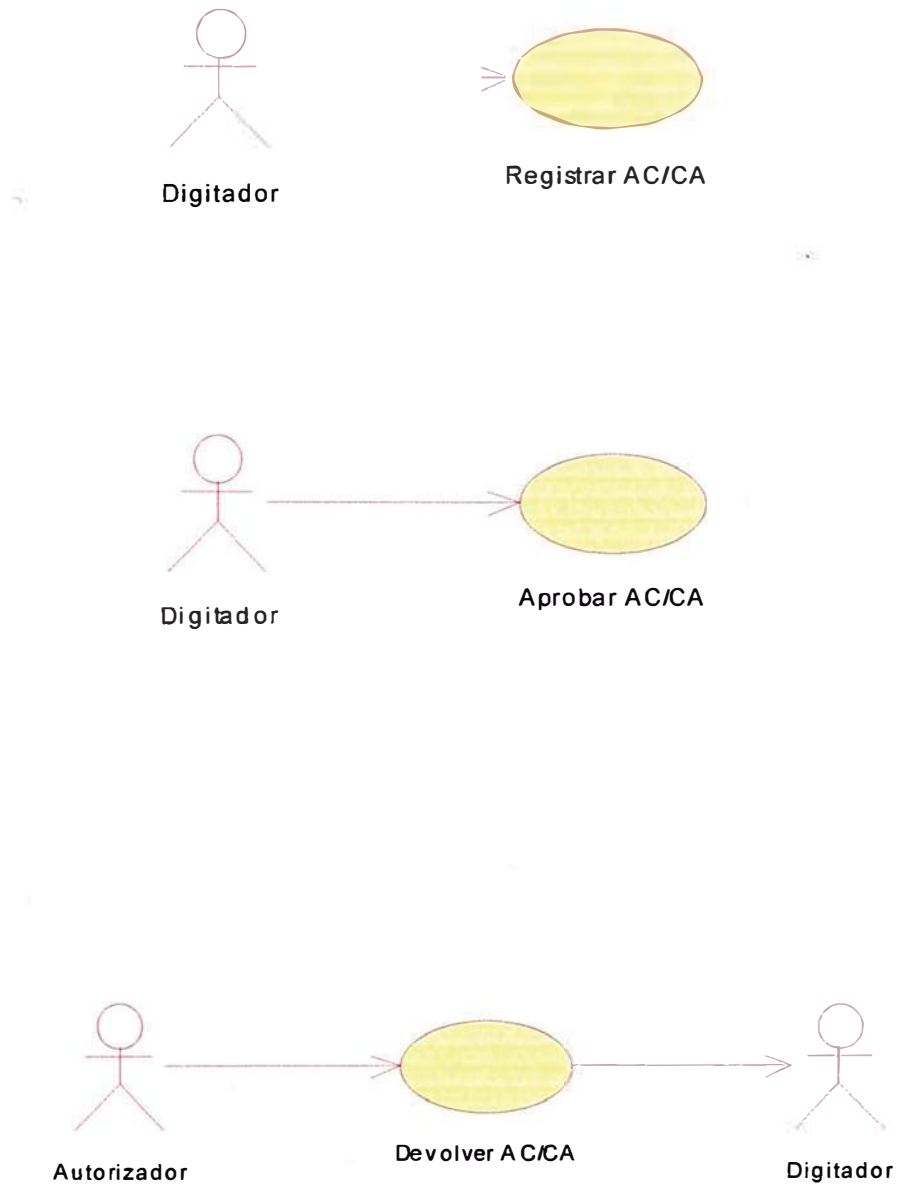 Registrar AC/CA
Digitador
Aprobar AC/CA
Digitador
Devolver AC/CA
Autorizador
Digitador